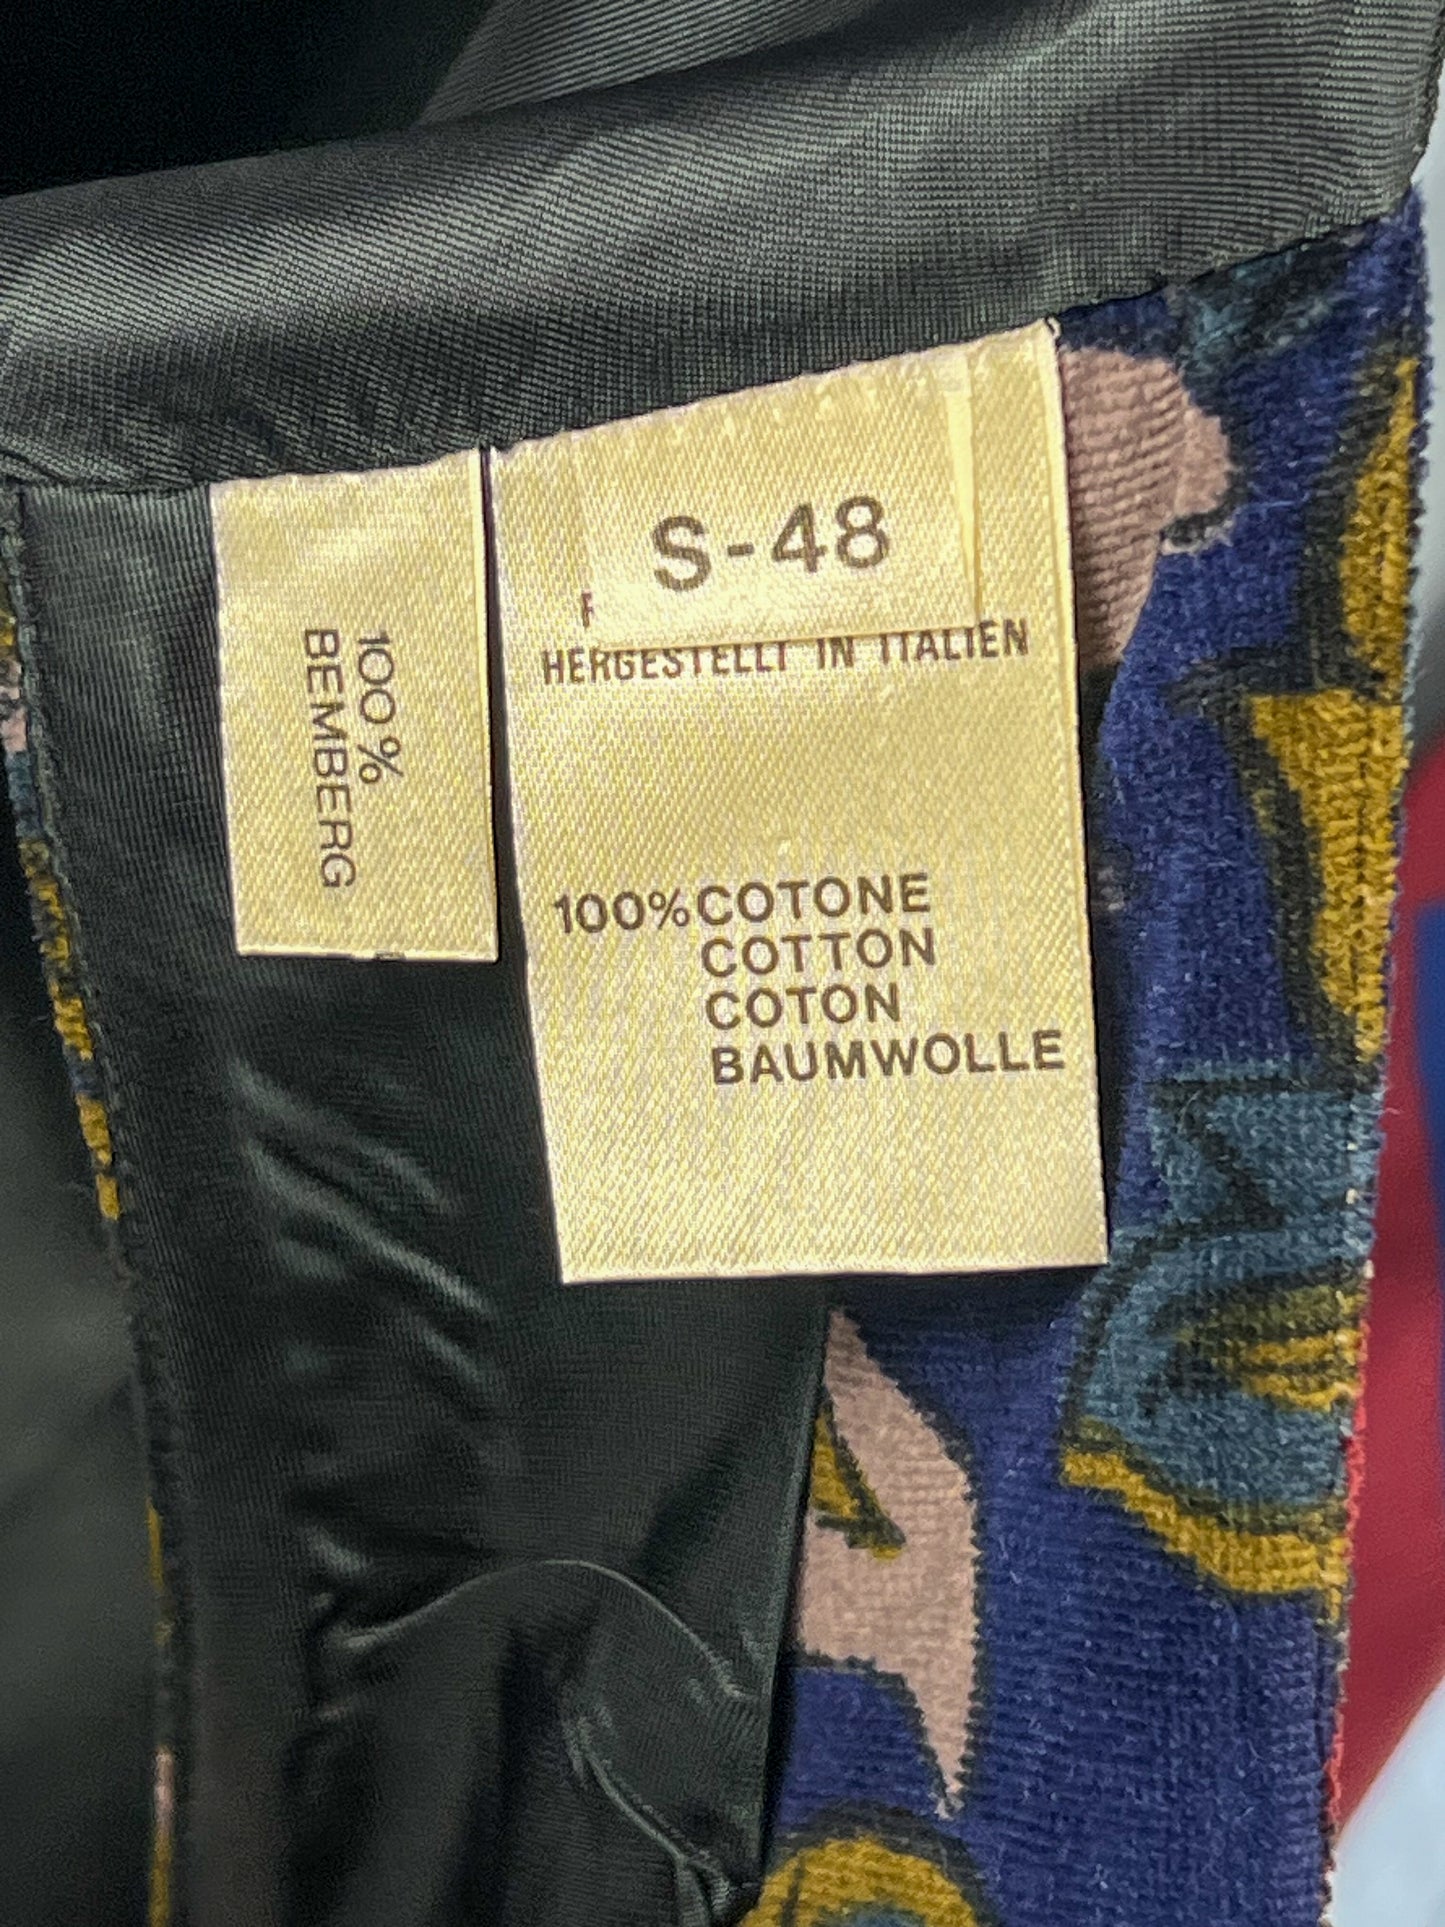 100%
BEMBERG
S-48
F
HERGESTELLT IN ITALIEN
100% COTONE
COTTON
COTON
BAUMWOLLE